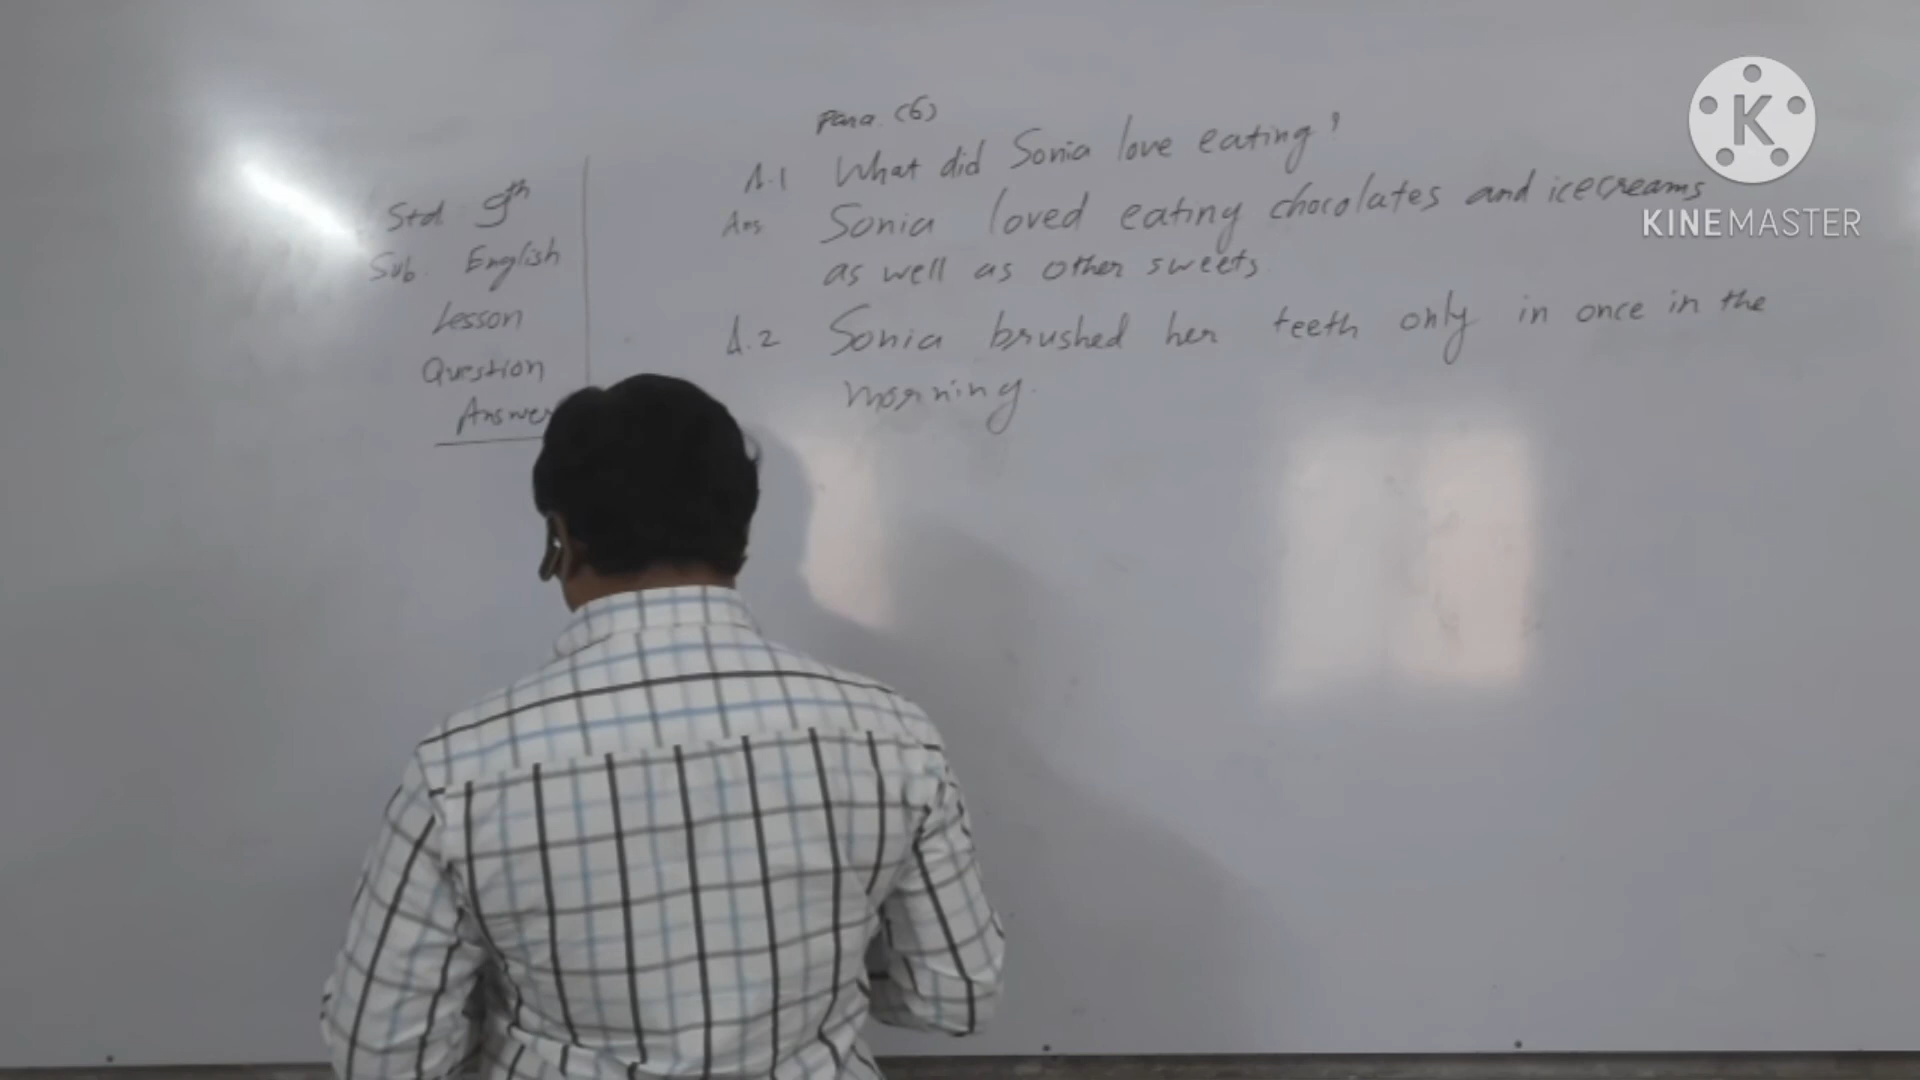 Std 9th
Sub. English
Lesson
Question
Answer
Para. (6)
A.1 What did Sonia love eating?
Ans Sonia loved eating chocolates and icecreams
as well as other sweets.
A.2 Sonia brushed her teeth only in once in the
morning.
K
KINEMASTER